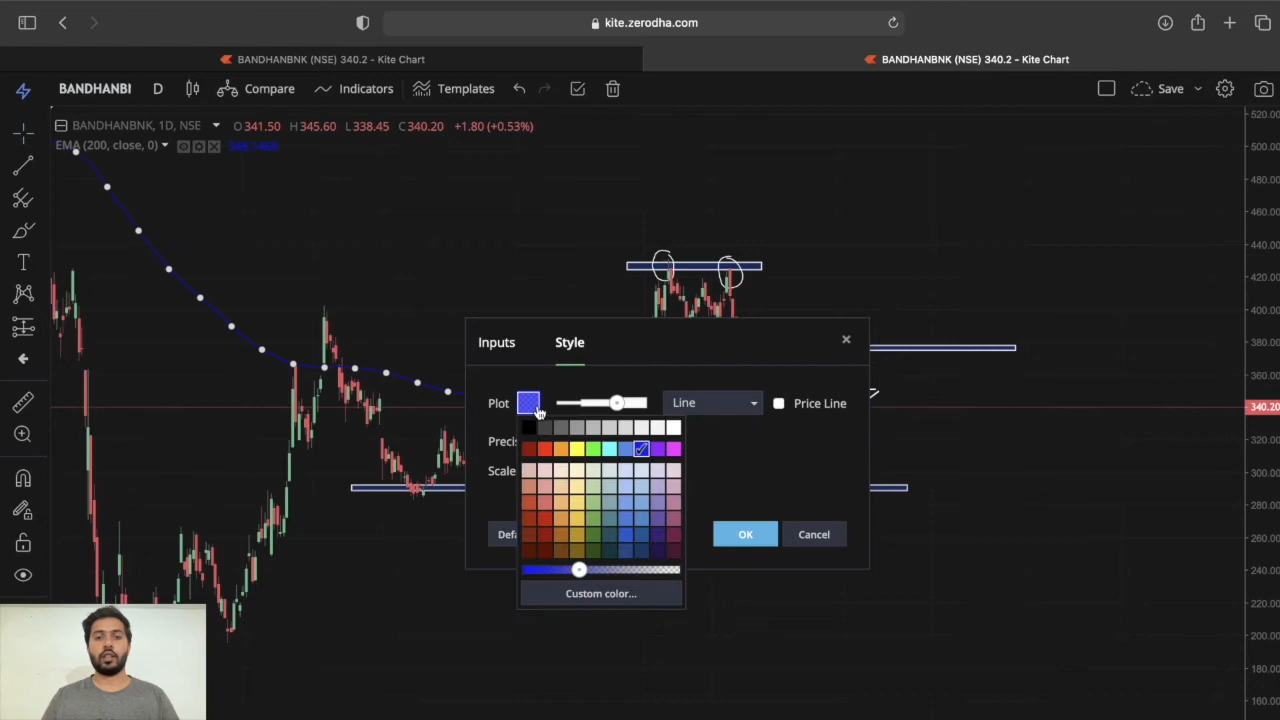 kite.zerodha.com
BANDHANBNK (NSE) 340.2 - Kite Chart
BANDHANBNK (NSE) 340.2 - Kite Chart
BANDHANBI D Compare Indicators Templates Save
BANDHANBNK, 1D, NSE O 341.50 H 345.60 L 338.45 C 340.20 +1.80 (+0.53%)
EMA (200, close, 0)
520.00
500.00
480.00
460.00
440.00
420.00
400.00
380.00
360.00
340.20
320.00
300.00
280.00
260.00
240.00
220.00
200.00
180.00
160.00
Inputs Style
Plot Line Price Line
Precis
Scale
Defa OK Cancel
Custom color...